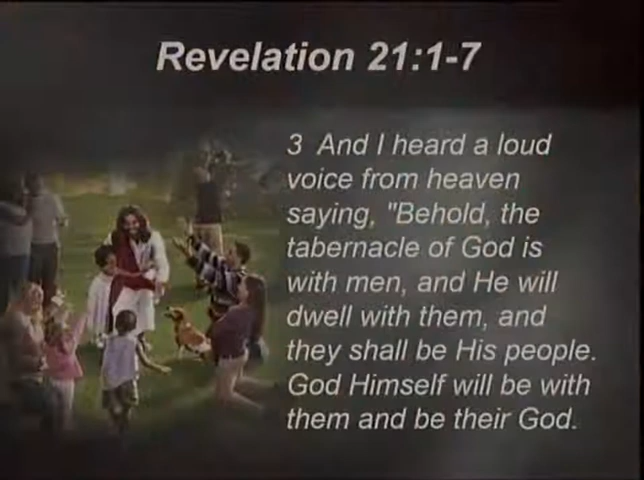 Revelation 21:1-7
3 And I heard a loud
voice from heaven
saying, "Behold, the
tabernacle of God is
with men, and He will
dwell with them, and
they shall be His people.
God Himself will be with
them and be their God.